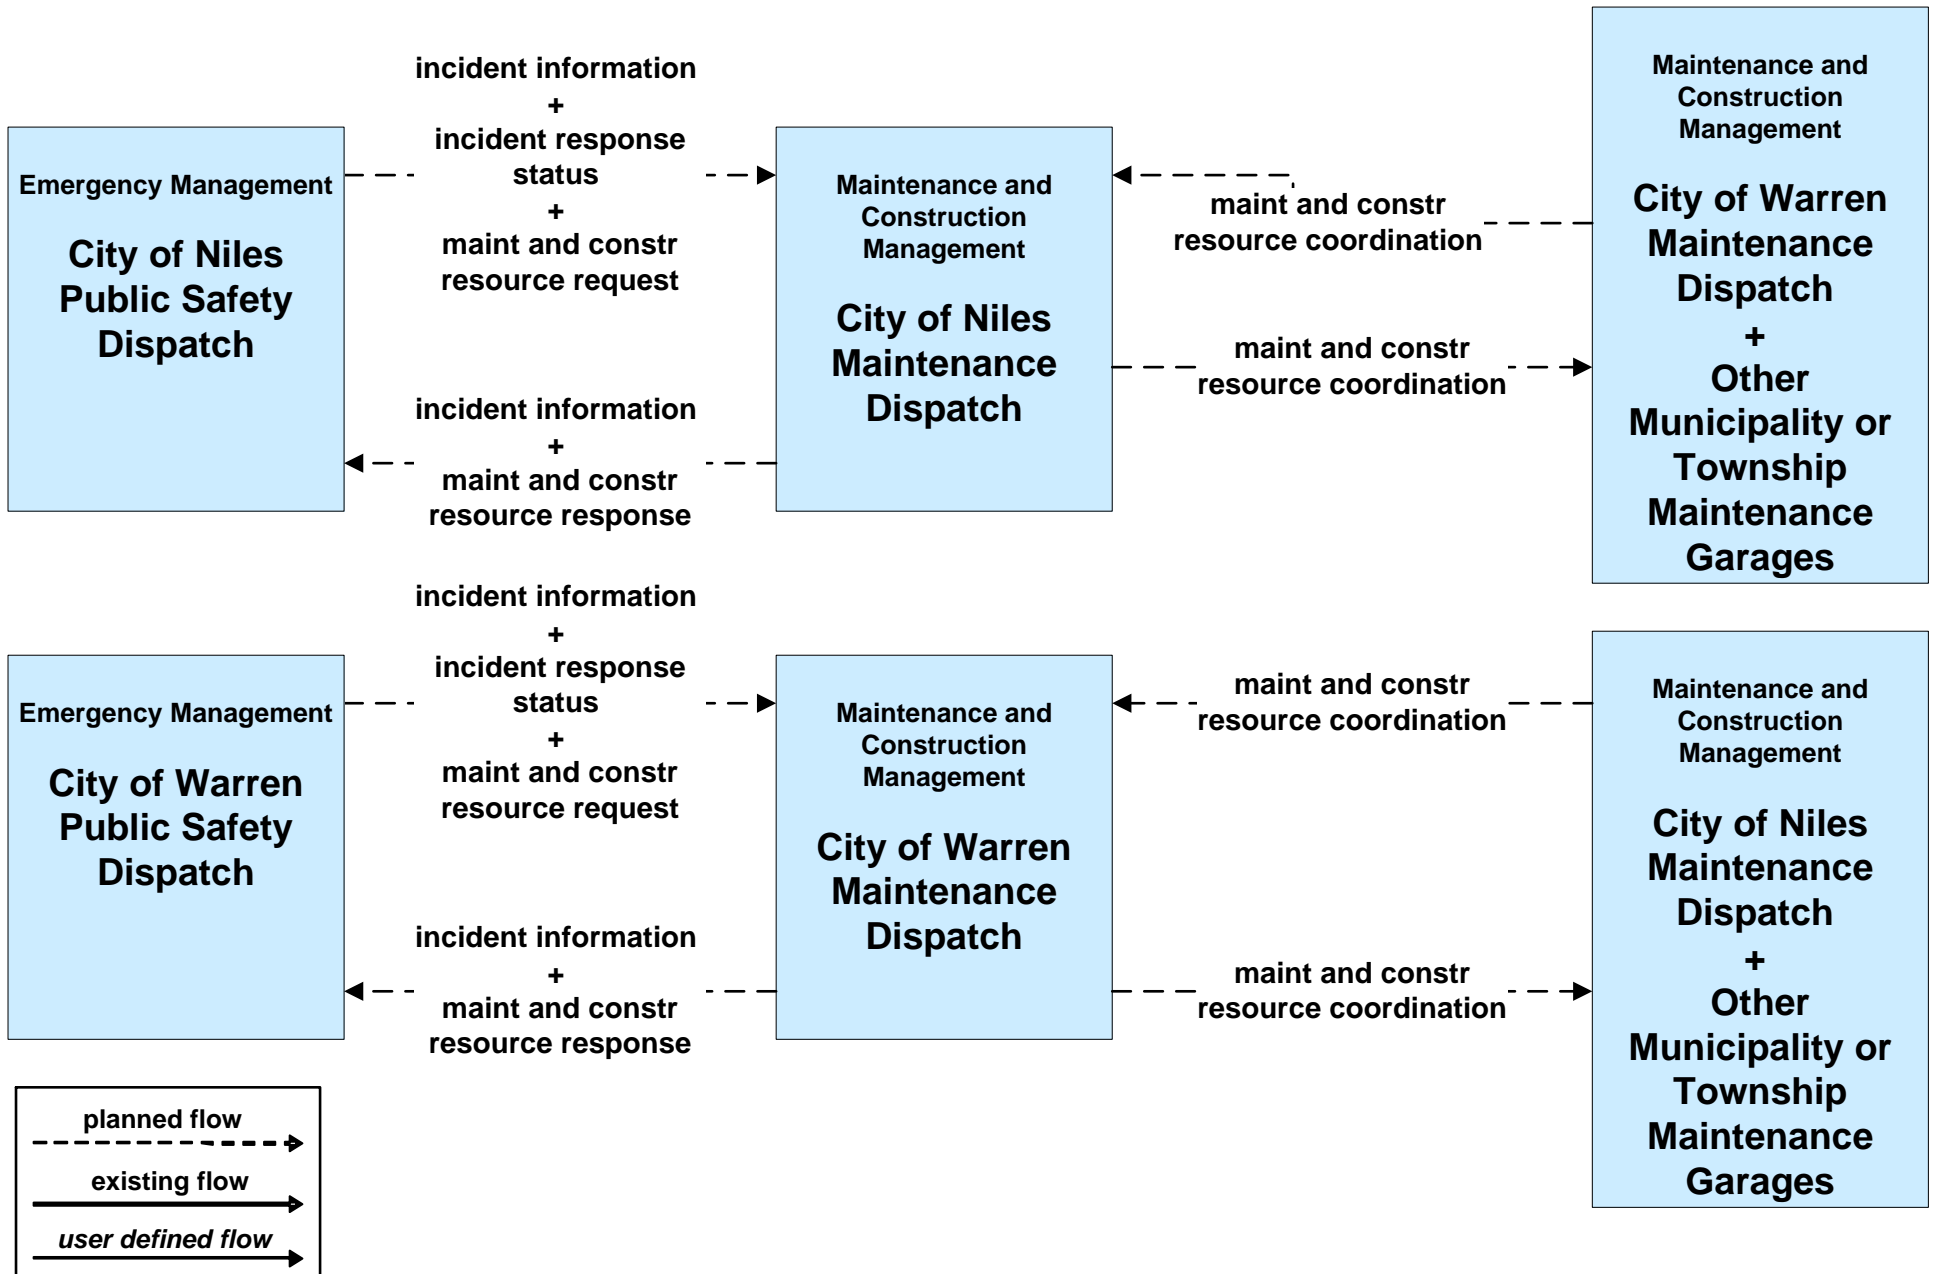 incident information
+
incident response
status
+
maint and constr
resource request
Emergency Management
City of Niles
Public Safety
Dispatch
incident information
+
maint and constr
resource response
Maintenance and
Construction
Management
City of Niles
Maintenance
Dispatch
maint and constr
resource coordination
maint and constr
resource coordination
Maintenance and
Construction
Management
City of Warren
Maintenance
Dispatch
+
Other
Municipality or
Township
Maintenance
Garages
incident information
+
incident response
status
+
maint and constr
resource request
Emergency Management
City of Warren
Public Safety
Dispatch
incident information
+
maint and constr
resource response
Maintenance and
Construction
Management
City of Warren
Maintenance
Dispatch
maint and constr
resource coordination
maint and constr
resource coordination
Maintenance and
Construction
Management
City of Niles
Maintenance
Dispatch
+
Other
Municipality or
Township
Maintenance
Garages
planned flow
existing flow
user defined flow